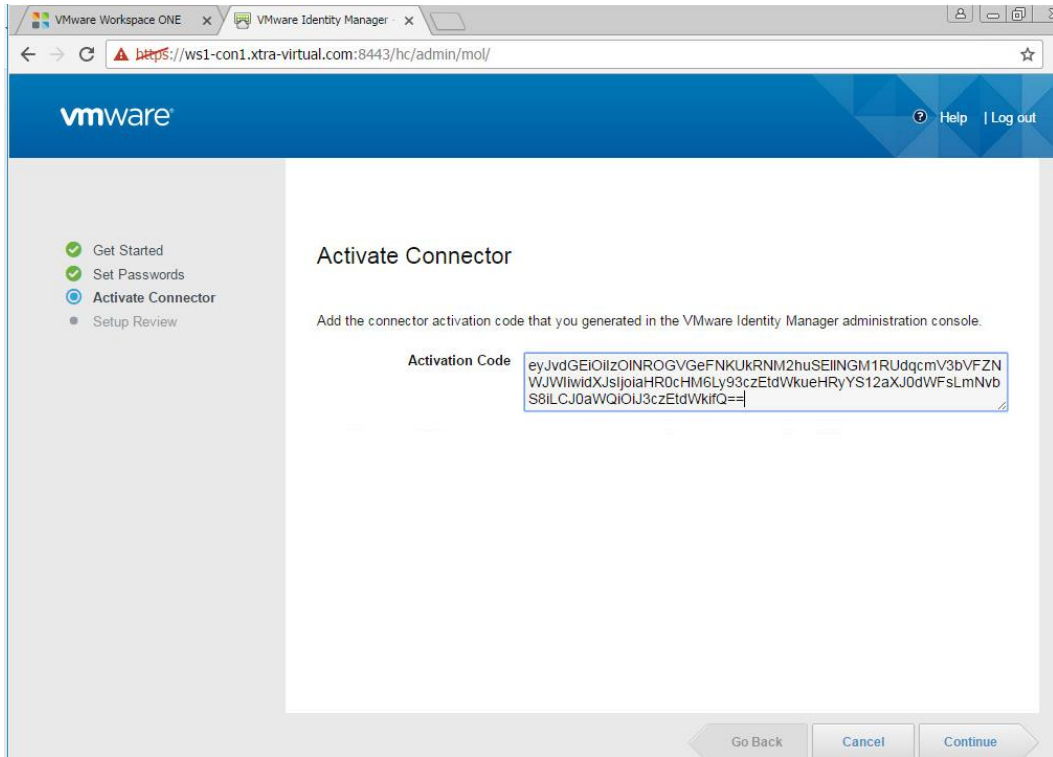 VMware Workspace ONE
VMware Identity Manager -
https://ws1-con1.xtra-virtual.com:8443/hc/admin/mol/
vmware
Help | Log out
Get Started
Set Passwords
Activate Connector
Setup Review
Activate Connector
Add the connector activation code that you generated in the VMware Identity Manager administration console.
Activation Code
eyJvdGEiOiIzOlNROGVGeFNKUkRNM2huSEllNGM1RUdqcmV3bVFZN
WJWIiwidXJsIjoiaHR0cHM6Ly93czEtdWkueHRyYS12aXJ0dWFsLmNvb
S8iLCJ0aWQiOiJ3czEtdWkifQ==
Go Back
Cancel
Continue